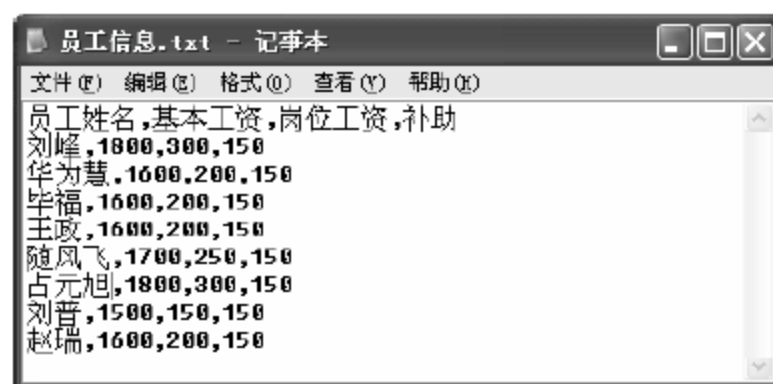 员工信息.txt - 记事本
文件(F) 编辑(E) 格式(O) 查看(V) 帮助(H)
员工姓名,基本工资,岗位工资,补助
刘峰,1800,300,150
华为慧,1600,200,150
毕福,1600,200,150
王政,1600,200,150
随风飞,1700,250,150
占元旭,1800,300,150
刘普,1500,150,150
赵瑞,1600,200,150